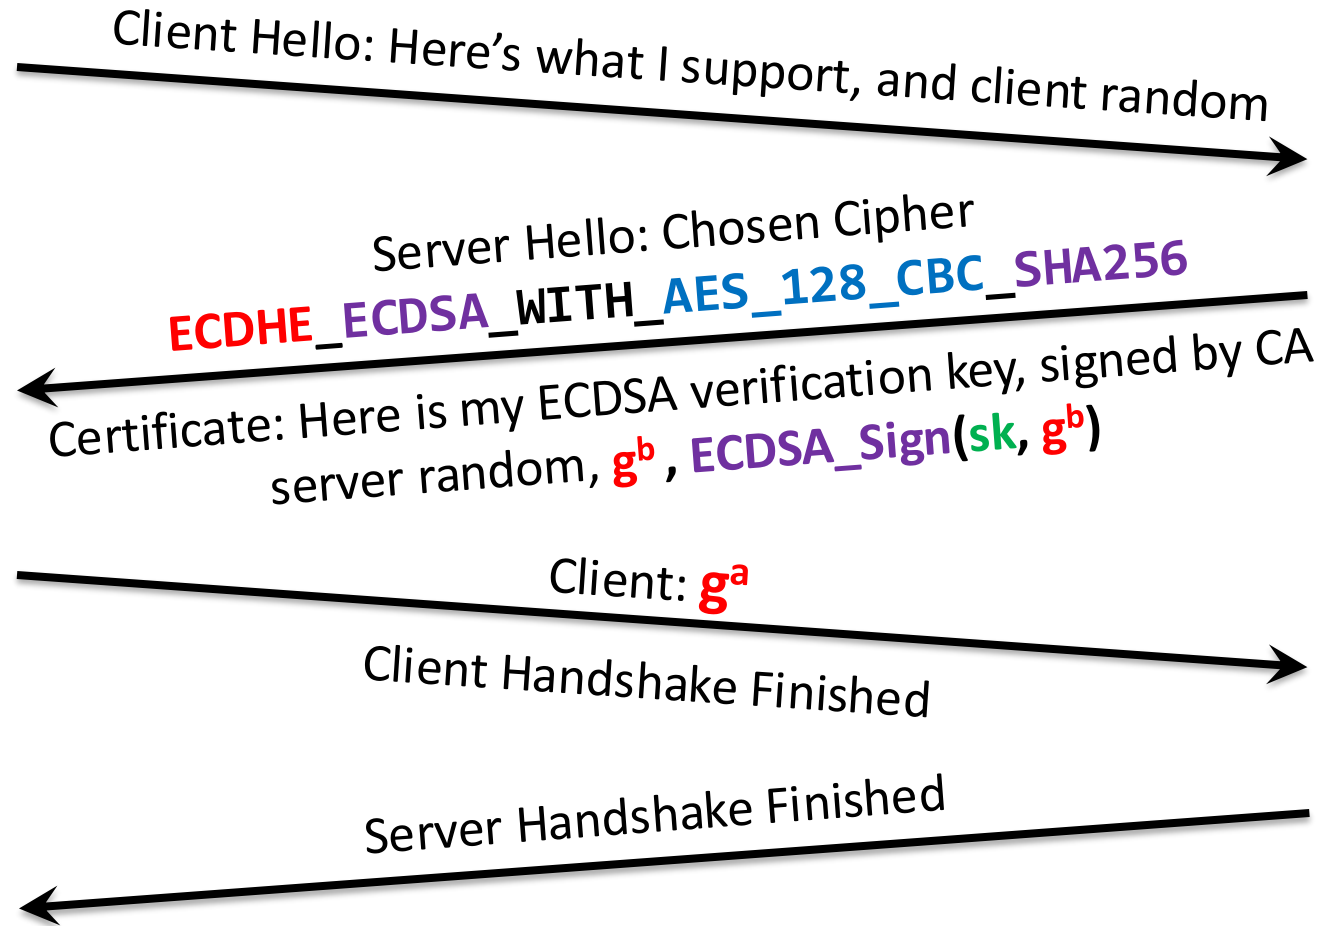 Client Hello: Here’s what I support, and client random
Server Hello: Chosen Cipher
ECDHE_ECDSA_WITH_AES_128_CBC_SHA256
Certificate: Here is my ECDSA verification key, signed by CA
server random, gᵇ, ECDSA_Sign(sk, gᵇ)
Client: gᵃ
Client Handshake Finished
Server Handshake Finished